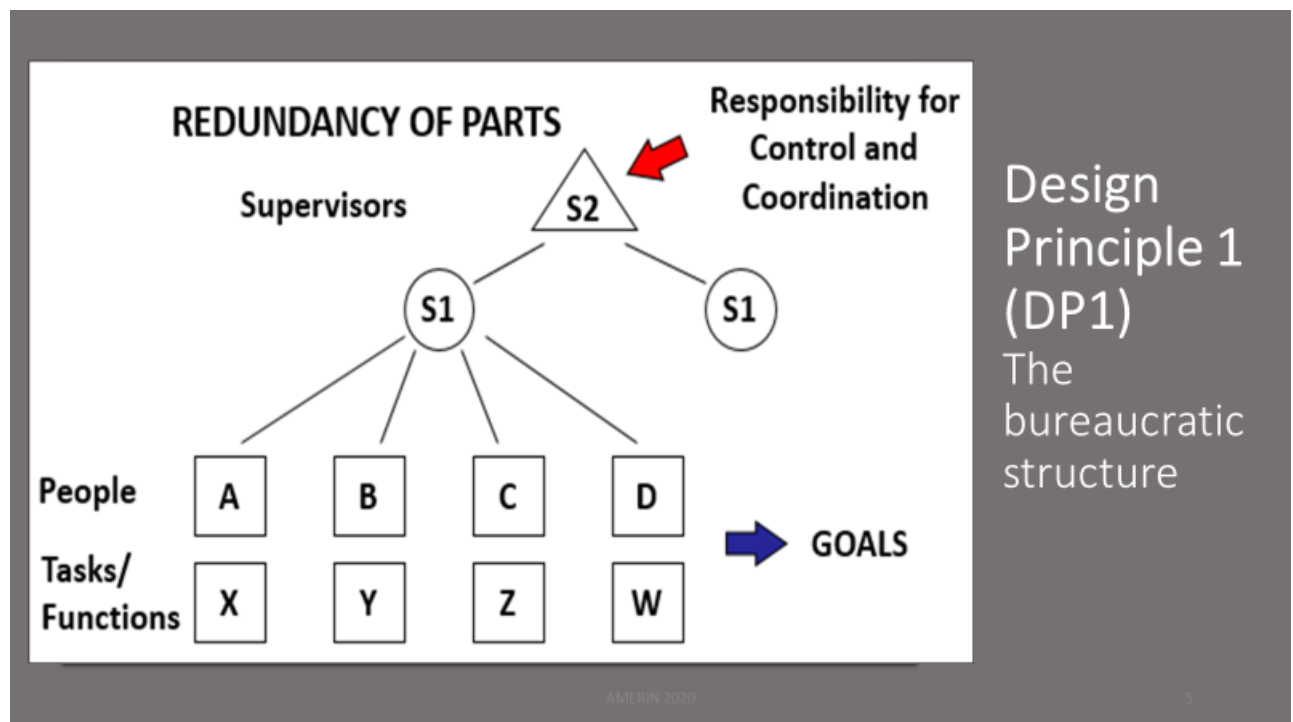 REDUNDANCY OF PARTS
Responsibility for
Control and
Coordination
Supervisors
S2
S1
S1
People
A
B
C
D
Tasks/
Functions
X
Y
Z
W
GOALS
Design
Principle 1
(DP1)
The
bureaucratic
structure
AMERIN 2020
5